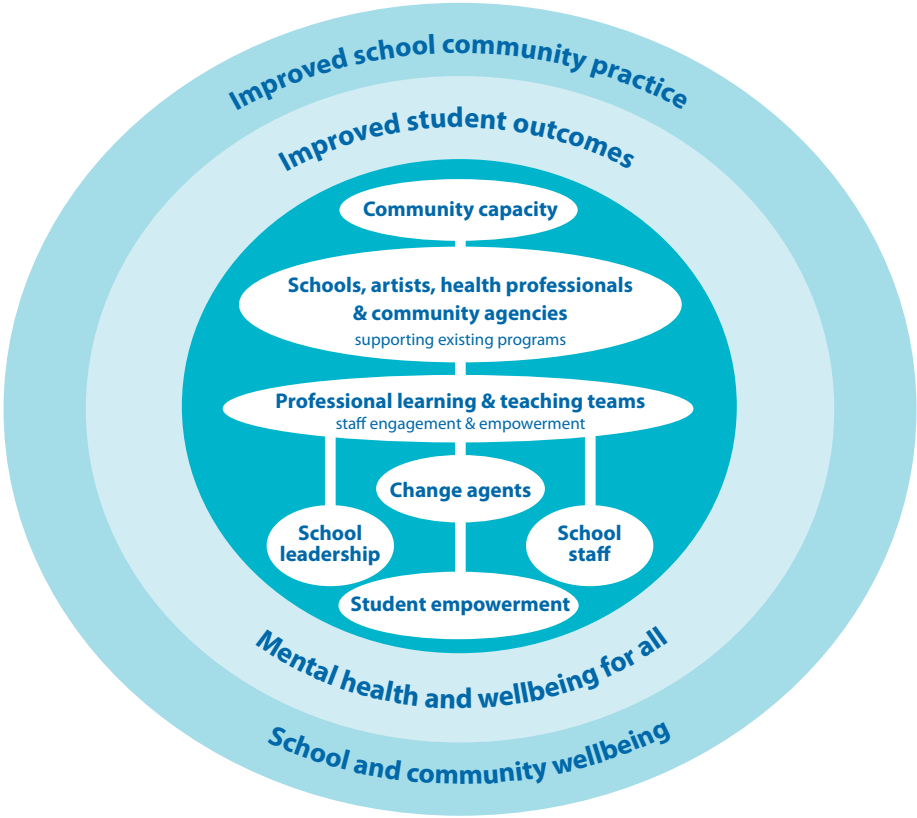 Improved school community practice
Improved student outcomes
Community capacity
Schools, artists, health professionals
& community agencies
supporting existing programs
Professional learning & teaching teams
staff engagement & empowerment
Change agents
School
leadership
School
staff
Student empowerment
Mental health and wellbeing for all
School and community wellbeing